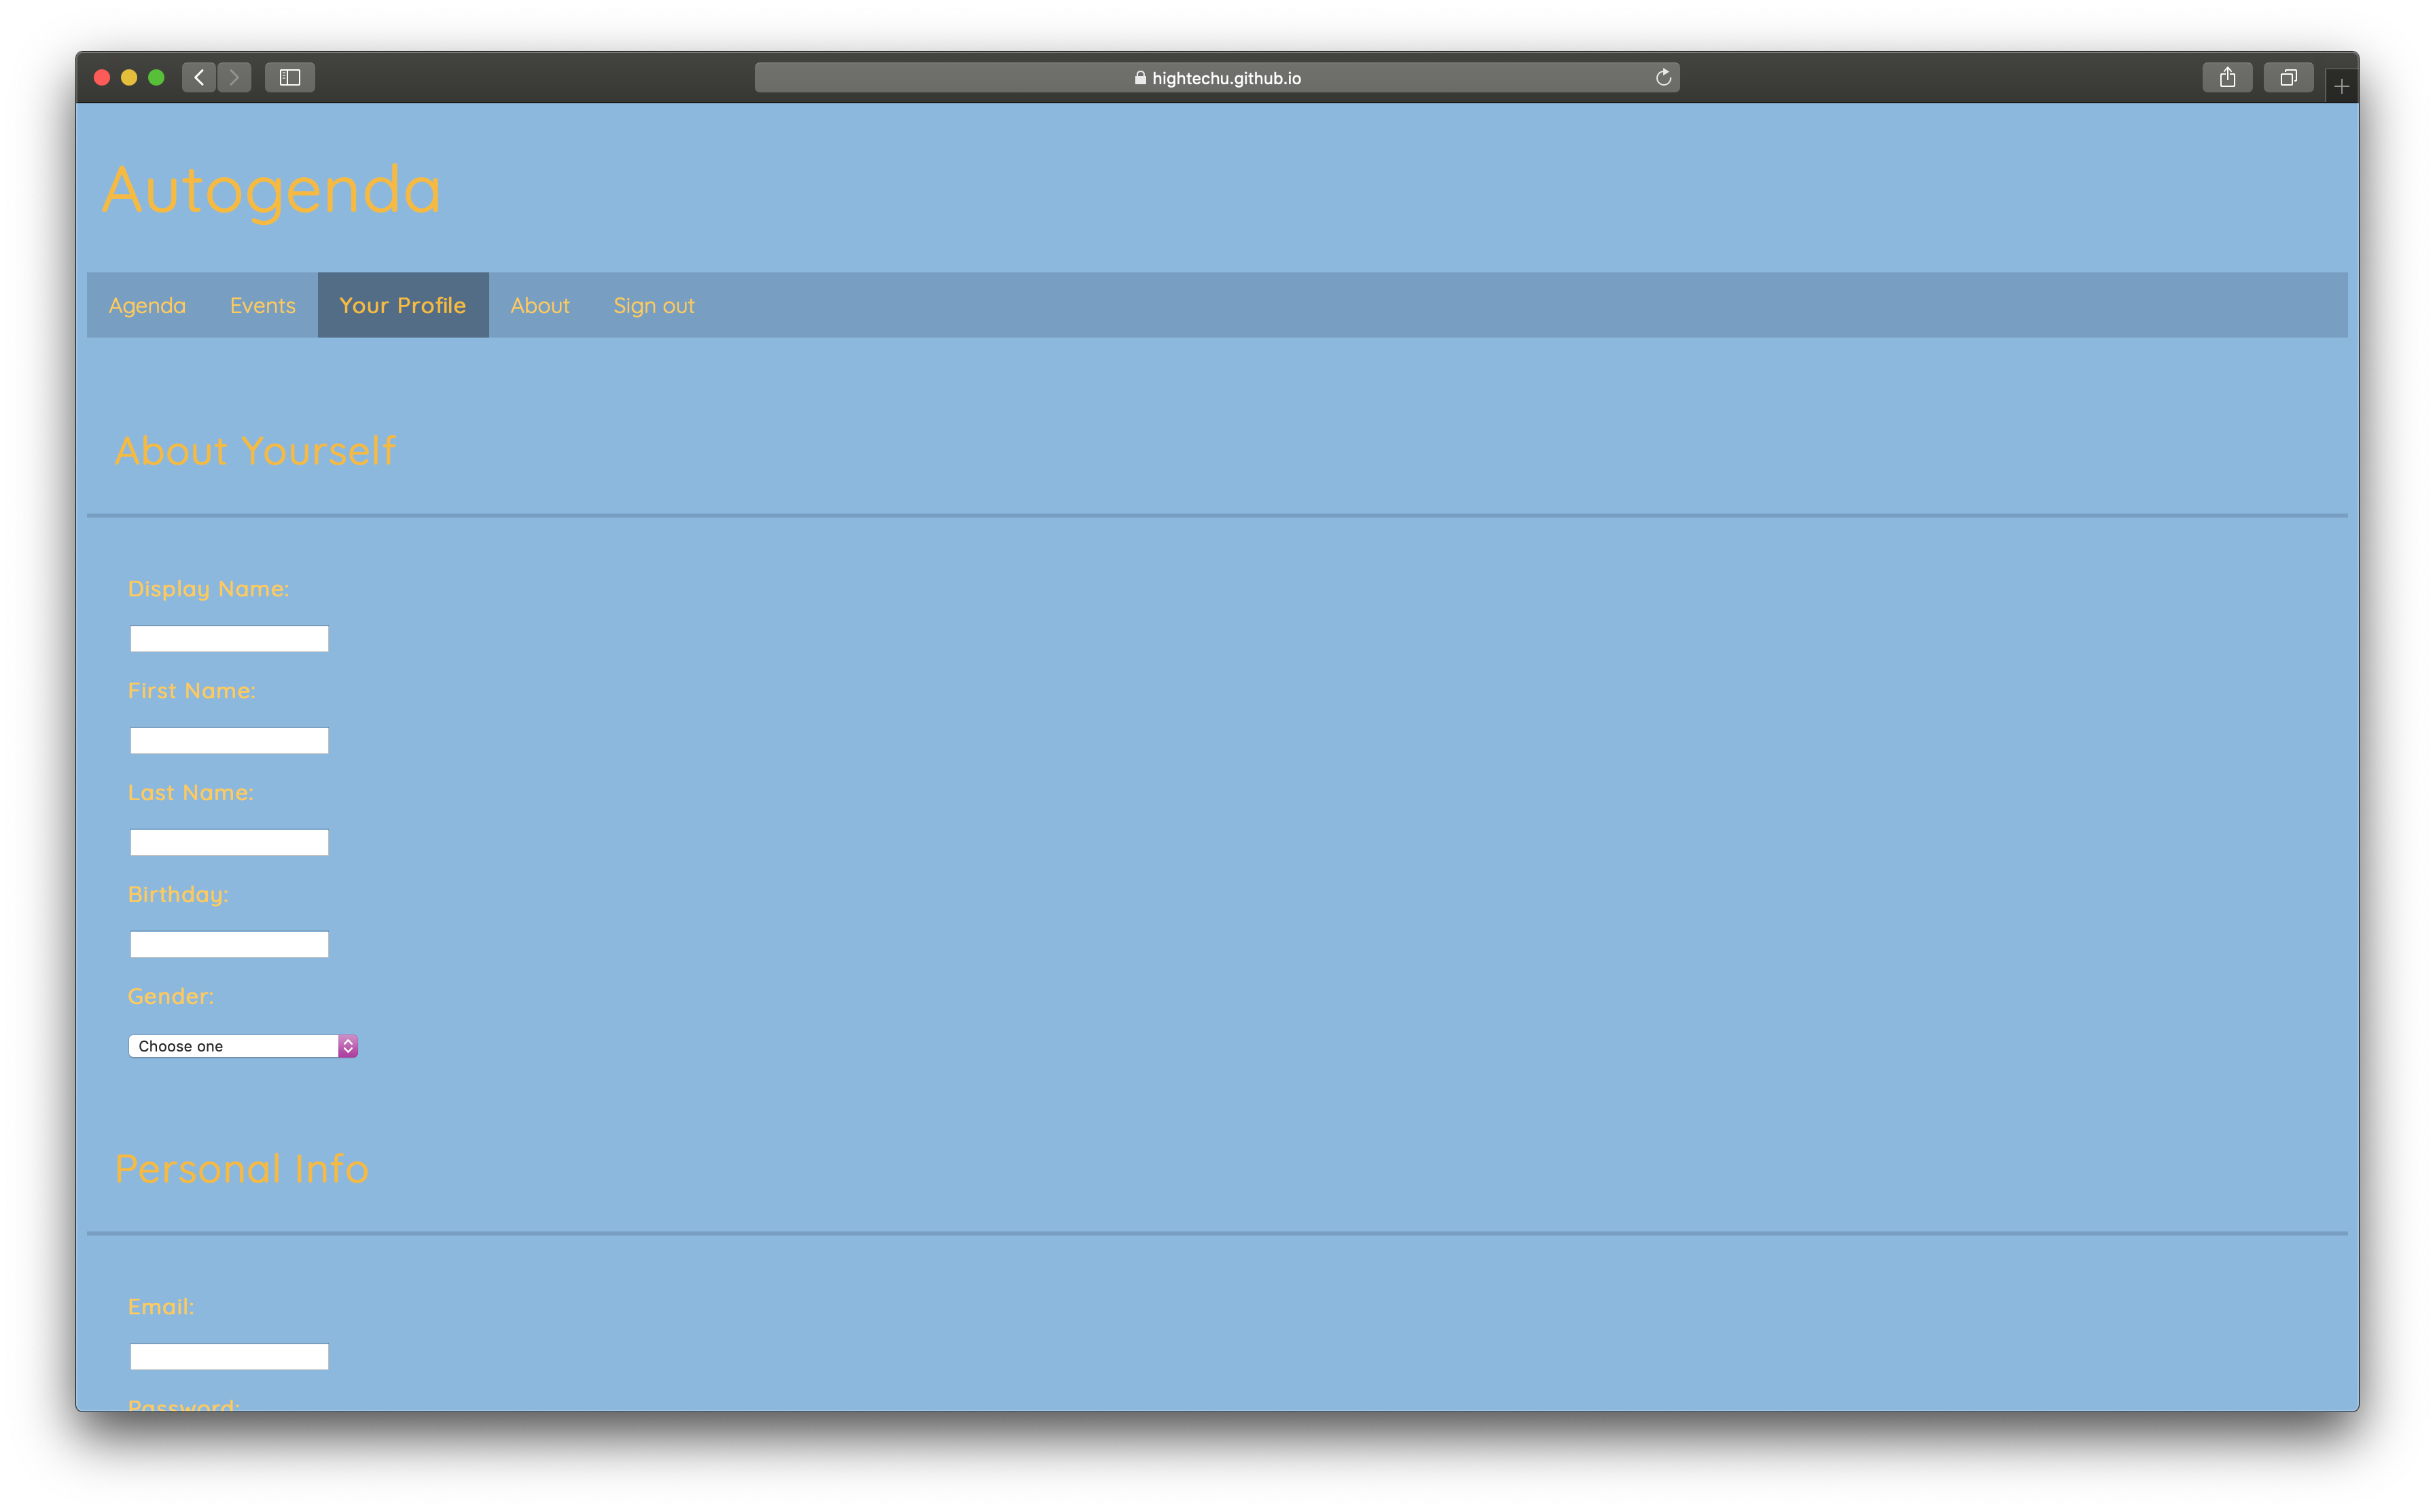 hightechu.github.io
Autogenda
Agenda Events Your Profile About Sign out
About Yourself
Display Name:
First Name:
Last Name:
Birthday:
Gender:
Choose one
Personal Info
Email:
Password: